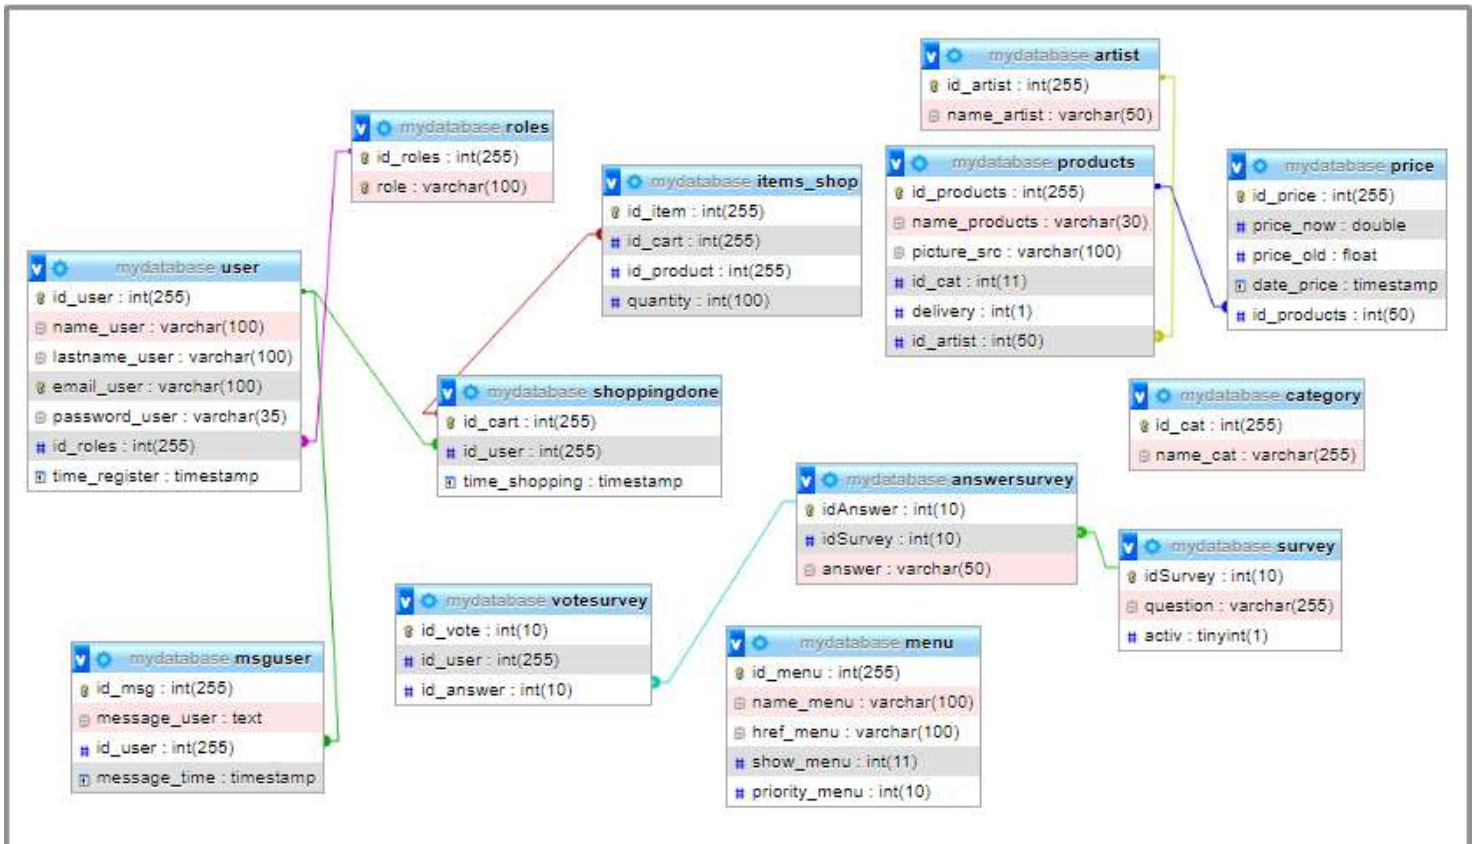 mydatabase artist
id_artist : int(255)
name_artist : varchar(50)
mydatabase roles
id_roles : int(255)
role : varchar(100)
mydatabase items_shop
id_item : int(255)
id_cart : int(255)
id_product : int(255)
quantity : int(100)
mydatabase products
id_products : int(255)
name_products : varchar(30)
picture_src : varchar(100)
id_cat : int(11)
delivery : int(1)
id_artist : int(50)
mydatabase price
id_price : int(255)
price_now : double
price_old : float
date_price : timestamp
id_products : int(50)
mydatabase user
id_user : int(255)
name_user : varchar(100)
lastname_user : varchar(100)
email_user : varchar(100)
password_user : varchar(35)
id_roles : int(255)
time_register : timestamp
mydatabase shoppingdone
id_cart : int(255)
id_user : int(255)
time_shopping : timestamp
mydatabase category
id_cat : int(255)
name_cat : varchar(255)
mydatabase answersurvey
idAnswer : int(10)
idSurvey : int(10)
answer : varchar(50)
mydatabase survey
idSurvey : int(10)
question : varchar(255)
activ : tinyint(1)
mydatabase votesurvey
id_vote : int(10)
id_user : int(255)
id_answer : int(10)
mydatabase menu
id_menu : int(255)
name_menu : varchar(100)
href_menu : varchar(100)
show_menu : int(11)
priority_menu : int(10)
mydatabase msguser
id_msg : int(255)
message_user : text
id_user : int(255)
message_time : timestamp